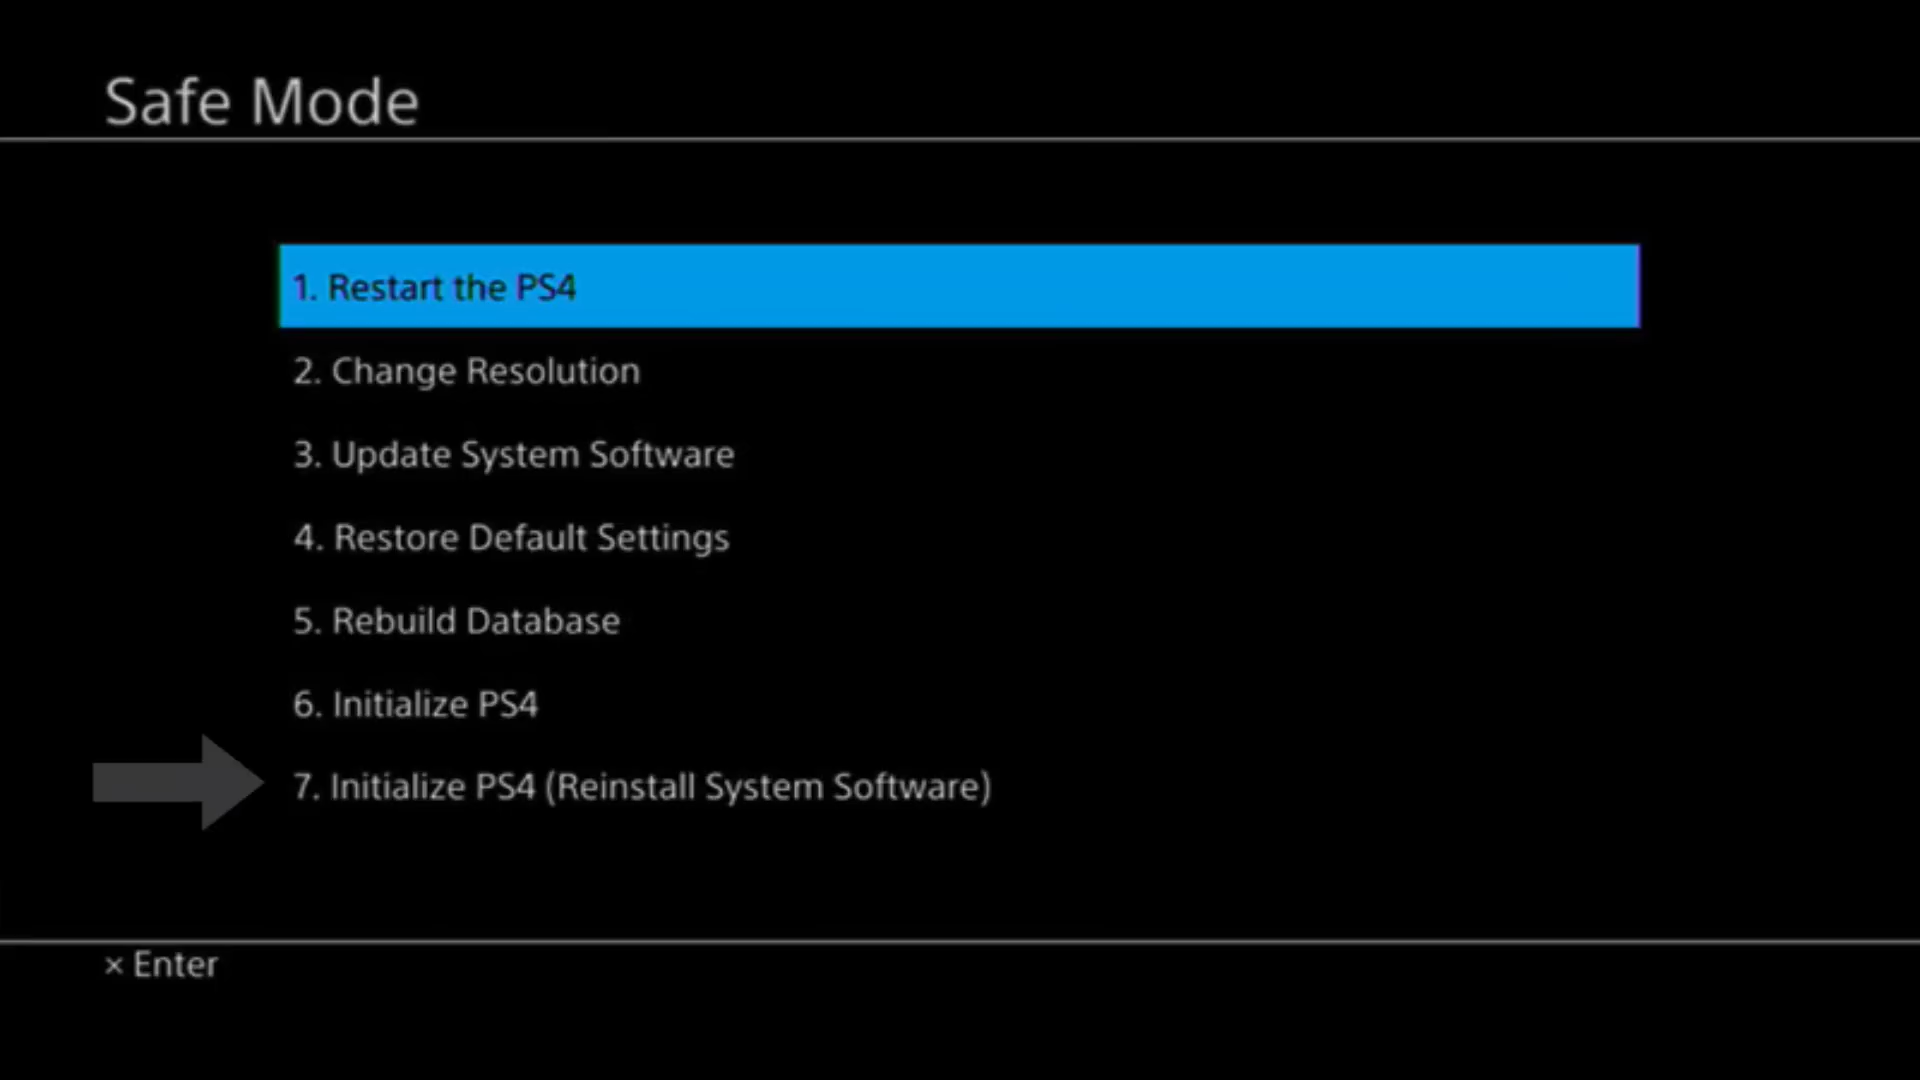 Safe Mode
1. Restart the PS4
2. Change Resolution
3. Update System Software
4. Restore Default Settings
5. Rebuild Database
6. Initialize PS4
7. Initialize PS4 (Reinstall System Software)
× Enter